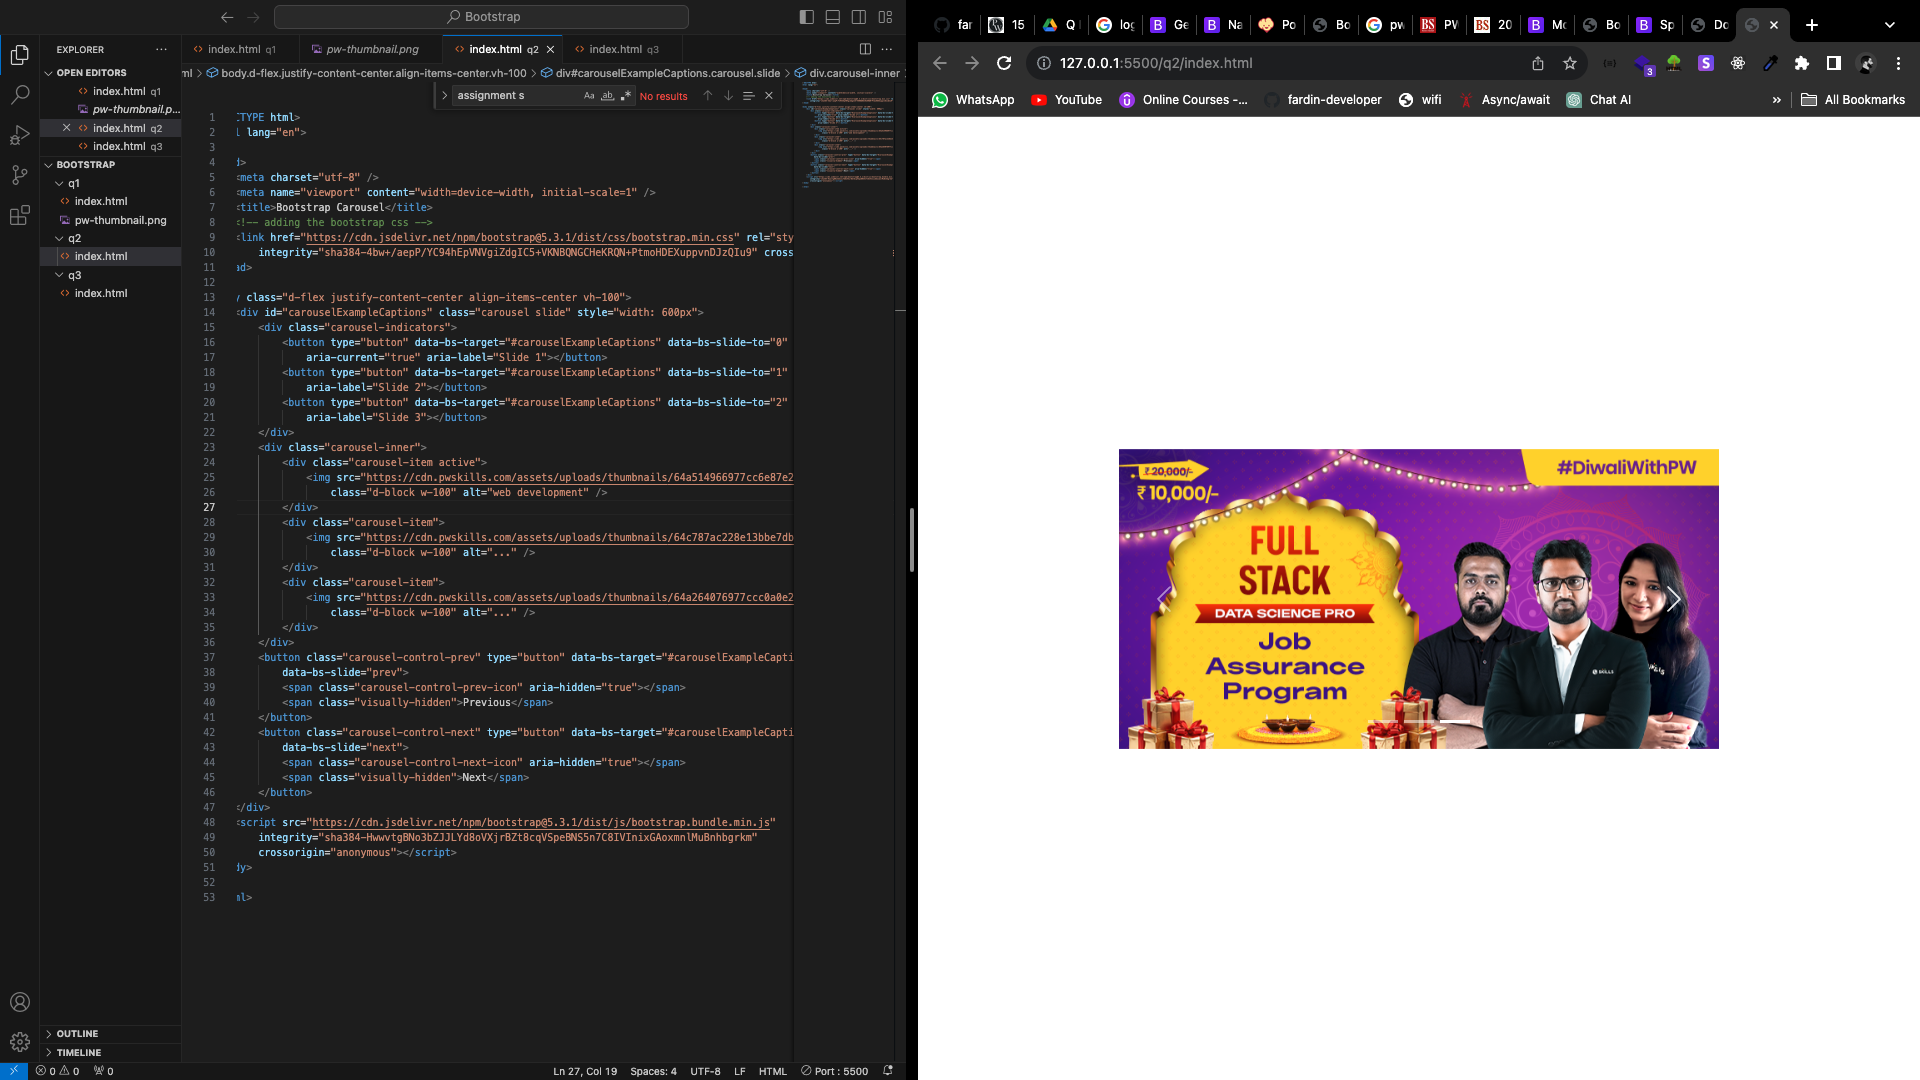 Bootstrap
EXPLORER
OPEN EDITORS
index.html q1
pw-thumbnail.p...
index.html q2
index.html q3
BOOTSTRAP
q1
index.html
pw-thumbnail.png
q2
index.html
q3
index.html
OUTLINE
TIMELINE
index.html q1
pw-thumbnail.png
index.html q2
index.html q3
ml > body.d-flex.justify-content-center.align-items-center.vh-100 > div#carouselExampleCaptions.carousel.slide > div.carousel-inner
assignment s
Aa ab
No results
1 :TYPE html>
2 lang="en">
3
4
5 <meta charset="utf-8" />
6 <meta name="viewport" content="width=device-width, initial-scale=1" />
7 <title>Bootstrap Carousel</title>
8 <!-- adding the bootstrap css -->
9 <link href="https://cdn.jsdelivr.net/npm/bootstrap@5.3.1/dist/css/bootstrap.min.css" rel="sty
10 integrity="sha384-4bw+/aepP/YC94hEpVNVgiZdgIC5+VKNBQNGCHeKRQN+PtmoHDEXuppvnDJzQIu9" cross
11 ad>
12
13 class="d-flex justify-content-center align-items-center vh-100">
14 <div id="carouselExampleCaptions" class="carousel slide" style="width: 600px">
15 <div class="carousel-indicators">
16 <button type="button" data-bs-target="#carouselExampleCaptions" data-bs-slide-to="0"
17 aria-current="true" aria-label="Slide 1"></button>
18 <button type="button" data-bs-target="#carouselExampleCaptions" data-bs-slide-to="1"
19 aria-label="Slide 2"></button>
20 <button type="button" data-bs-target="#carouselExampleCaptions" data-bs-slide-to="2"
21 aria-label="Slide 3"></button>
22 </div>
23 <div class="carousel-inner">
24 <div class="carousel-item active">
25 <img src="https://cdn.pwskills.com/assets/uploads/thumbnails/64a514966977cc6e87e2
26 class="d-block w-100" alt="web development" />
27 </div>
28 <div class="carousel-item">
29 <img src="https://cdn.pwskills.com/assets/uploads/thumbnails/64c787ac228e13bbe7db
30 class="d-block w-100" alt="..." />
31 </div>
32 <div class="carousel-item">
33 <img src="https://cdn.pwskills.com/assets/uploads/thumbnails/64a264076977ccc0a0e2
34 class="d-block w-100" alt="..." />
35 </div>
36 </div>
37 <button class="carousel-control-prev" type="button" data-bs-target="#carouselExampleCapti
38 data-bs-slide="prev">
39 <span class="carousel-control-prev-icon" aria-hidden="true"></span>
40 <span class="visually-hidden">Previous</span>
41 </button>
42 <button class="carousel-control-next" type="button" data-bs-target="#carouselExampleCapti
43 data-bs-slide="next">
44 <span class="carousel-control-next-icon" aria-hidden="true"></span>
45 <span class="visually-hidden">Next</span>
46 </button>
47 </div>
48 <script src="https://cdn.jsdelivr.net/npm/bootstrap@5.3.1/dist/js/bootstrap.bundle.min.js"
49 integrity="sha384-HwwvtgBNo3bZJJLYd8oVXjrBZt8cqVSpeBNS5n7C8IVInixGAoxmnlMuBnhbgrkm"
50 crossorigin="anonymous"></script>
51 dy>
52
53 ml>
0 0 0
Ln 27, Col 19 Spaces: 4 UTF-8 LF HTML Port : 5500
far 15 Q log Ge Na Po Bo pw PW 20 Mo Bo Sp Do
127.0.0.1:5500/q2/index.html
3
WhatsApp YouTube Online Courses -... fardin-developer wifi Async/await Chat AI » All Bookmarks
₹ 20,000/-
₹ 10,000/-
#DiwaliWithPW
FULL
STACK
DATA SCIENCE PRO
Job
Assurance
Program
SKILLS